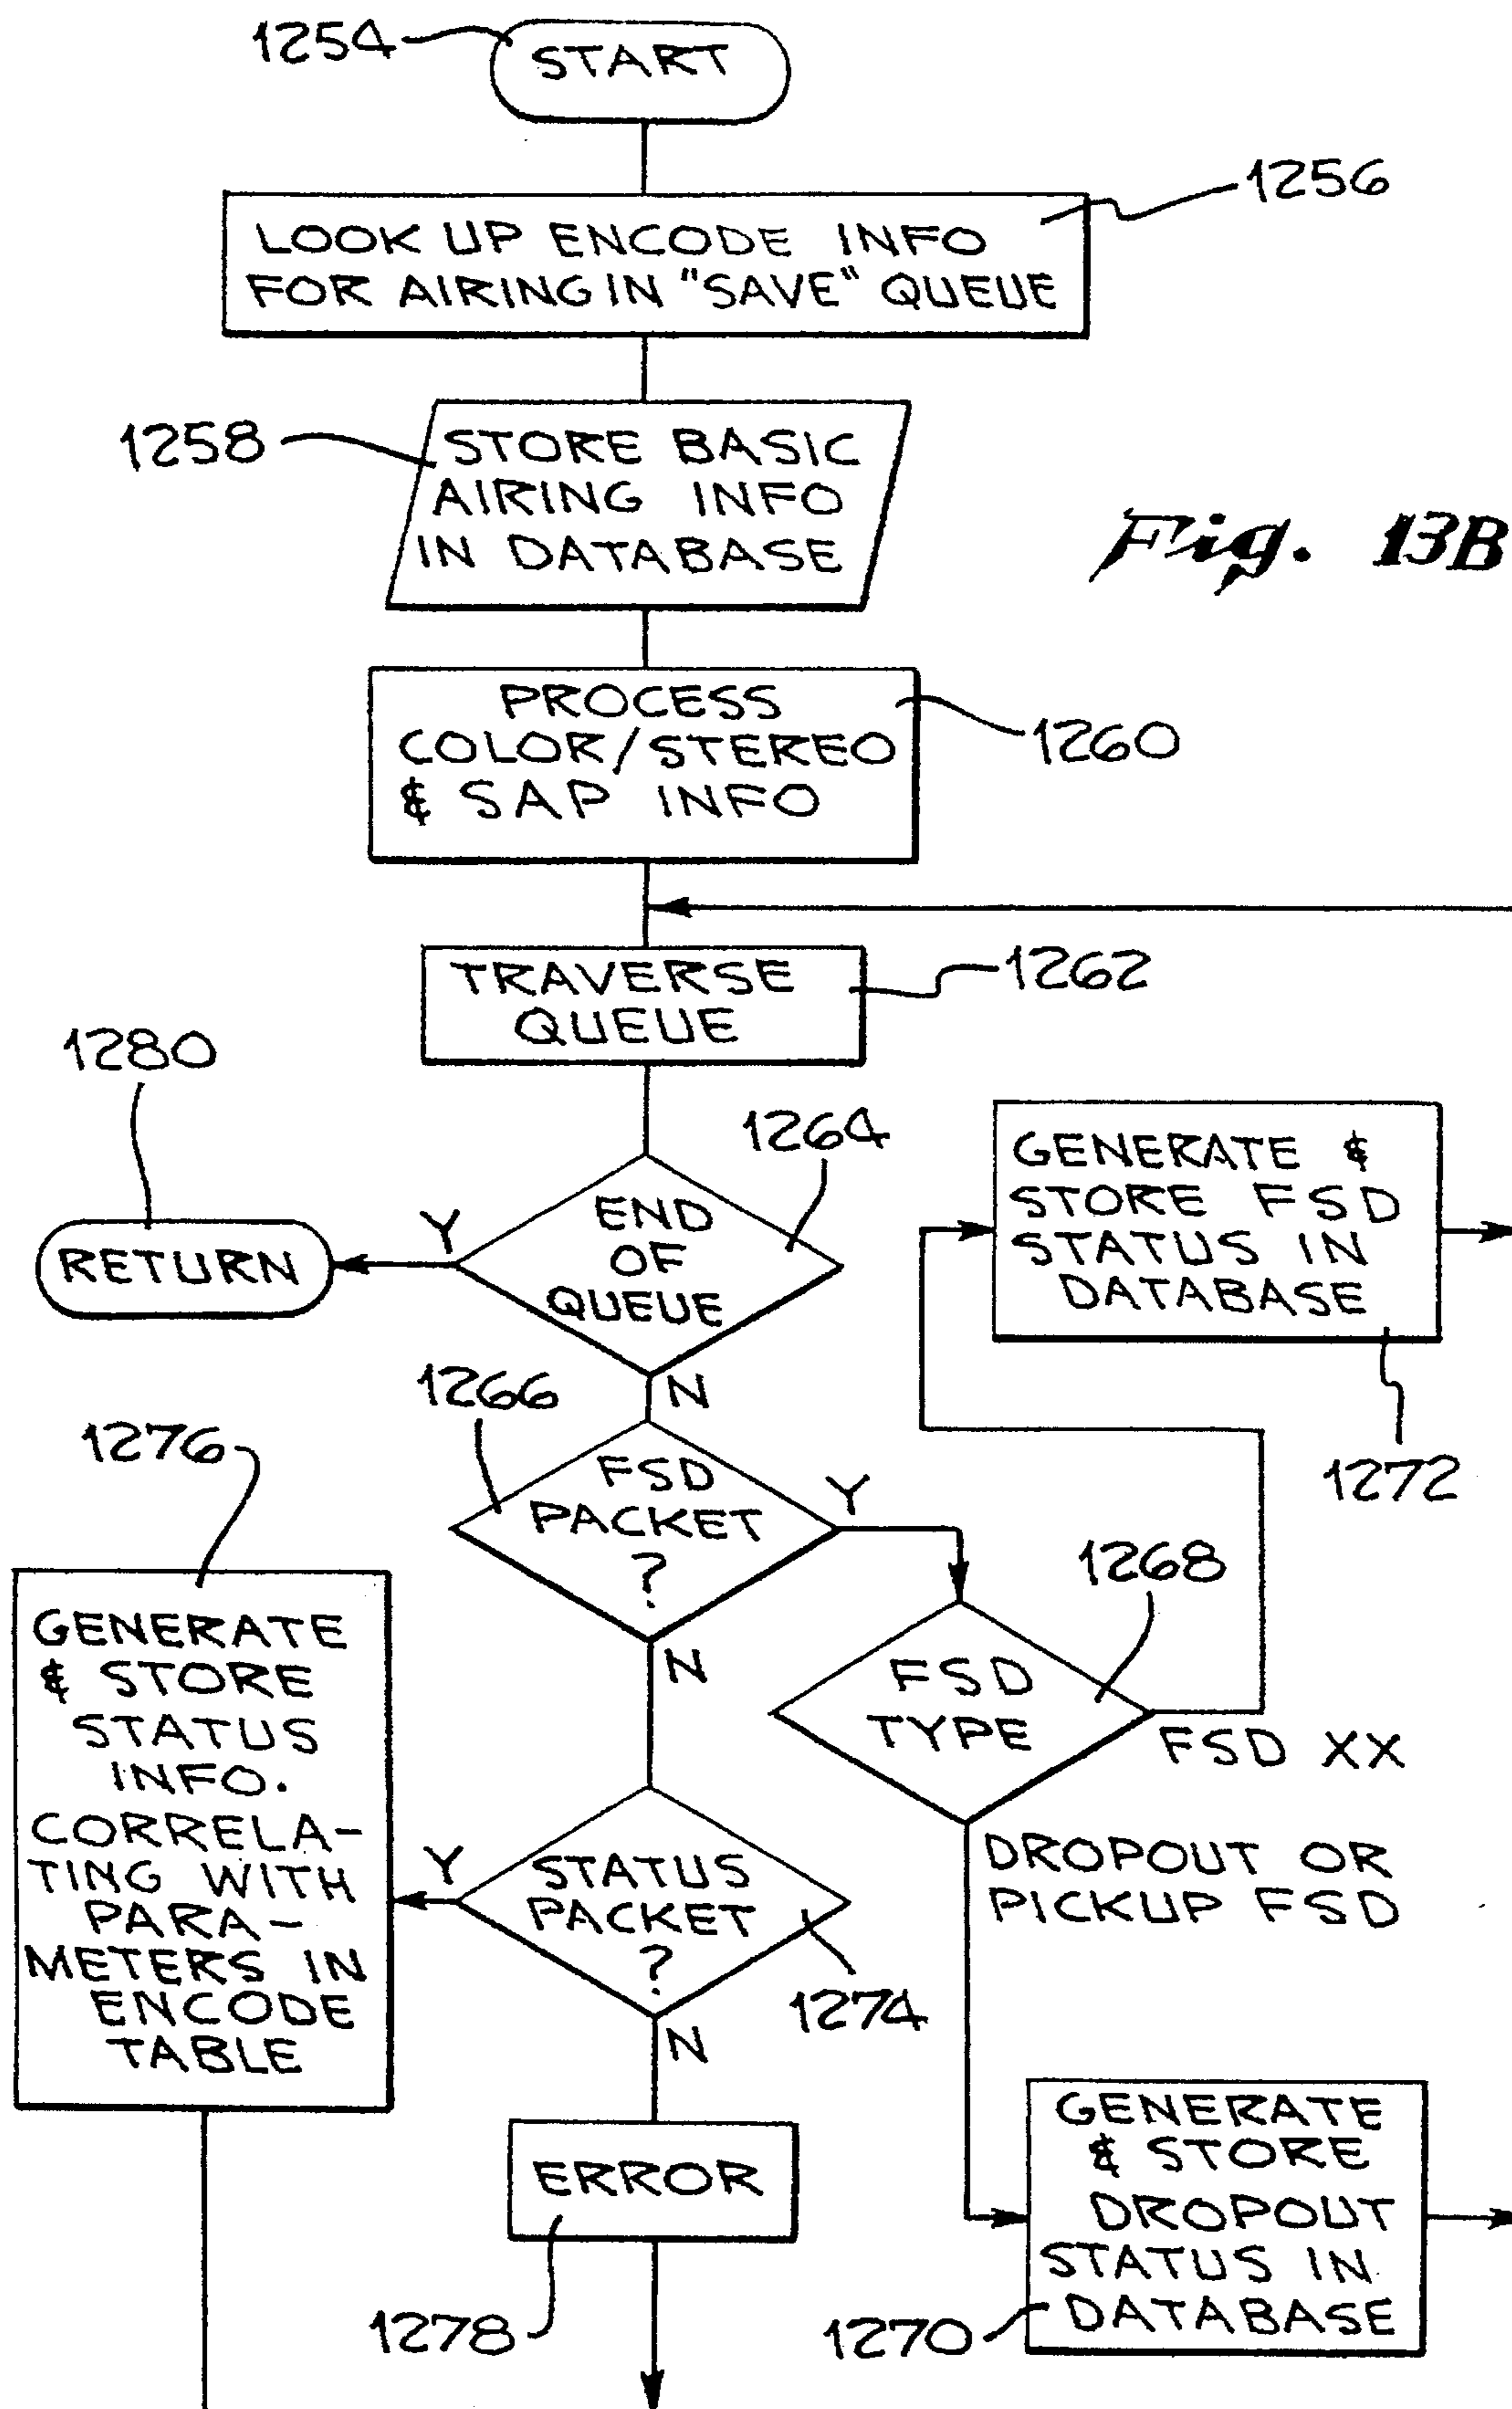 1254
START
1256
LOOK UP ENCODE INFO
FOR AIRING IN "SAVE" QUEUE
1258
STORE BASIC
AIRING INFO
IN DATABASE
Fig. 13B
PROCESS
COLOR/STEREO
& SAP INFO
1260
TRAVERSE
QUEUE
1262
1280
RETURN
Y
1264
END
OF
QUEUE
N
GENERATE &
STORE FSD
STATUS IN
DATABASE
1272
1266
FSD
PACKET
?
Y
N
1268
FSD
TYPE
FSD XX
DROPOUT OR
PICKUP FSD
1276
GENERATE
& STORE
STATUS
INFO.
CORRELA-
TING WITH
PARA-
METERS IN
ENCODE
TABLE
Y
STATUS
PACKET
?
1274
N
ERROR
1278
GENERATE
& STORE
DROPOUT
STATUS IN
DATABASE
1270